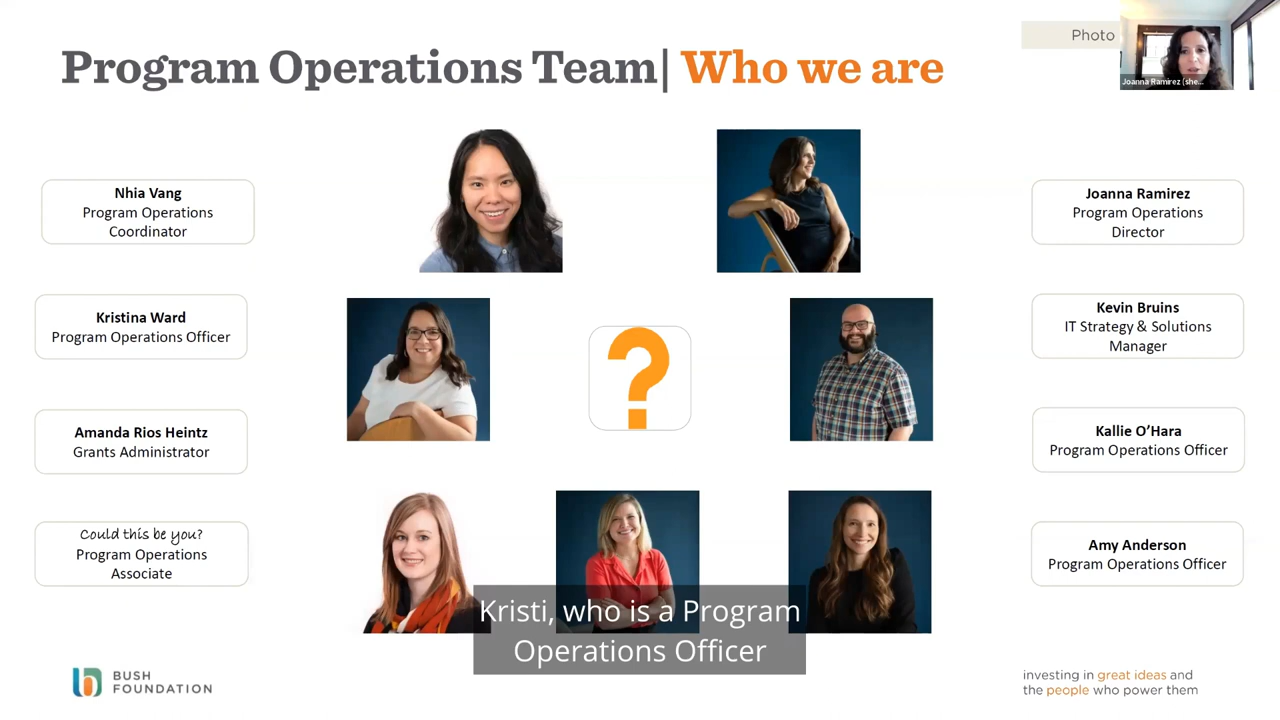 Program Operations Team| Who we are
Photo
Joanna Ramirez (she...
Nhia Vang
Program Operations
Coordinator
Kristina Ward
Program Operations Officer
Amanda Rios Heintz
Grants Administrator
Could this be you?
Program Operations
Associate
?
Joanna Ramirez
Program Operations
Director
Kevin Bruins
IT Strategy & Solutions
Manager
Kallie O’Hara
Program Operations Officer
Amy Anderson
Program Operations Officer
Kristi, who is a Program
Operations Officer
BUSH
FOUNDATION
investing in great ideas and
the people who power them